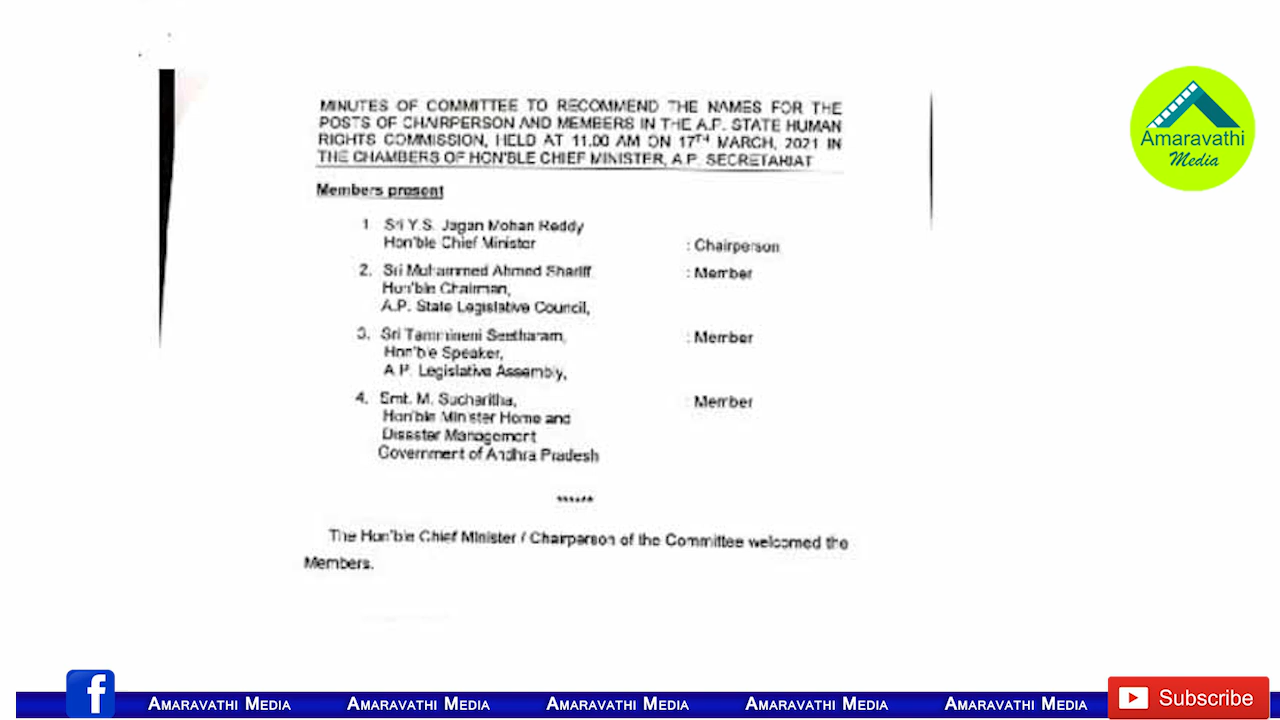 MINUTES OF COMMITTEE TO RECOMMEND THE NAMES FOR THE
POSTS OF CHAIRPERSON AND MEMBERS IN THE A.P. STATE HUMAN
RIGHTS COMMISSION, HELD AT 11.00 AM ON 17TH MARCH, 2021 IN
THE CHAMBERS OF HON'BLE CHIEF MINISTER, A.P. SECRETARIAT
Members present
1. Sri Y.S. Jagan Mohan Reddy
Hon'ble Chief Minister : Chairperson
2. Sri Mohammed Ahmed Shariff : Member
Hon'ble Chairman,
A.P. State Legislative Council,
3. Sri Tammineni Seetharam, : Member
Hon'ble Speaker,
A.P. Legislative Assembly,
4. Smt. M. Sucharitha, : Member
Hon'ble Minister Home and
Disaster Management
Government of Andhra Pradesh
******
The Hon'ble Chief Minister / Chairperson of the Committee welcomed the
Members.
Amaravathi
Media
f AMARAVATHI MEDIA AMARAVATHI MEDIA AMARAVATHI MEDIA AMARAVATHI MEDIA AMARAVATHI MEDIA Subscribe